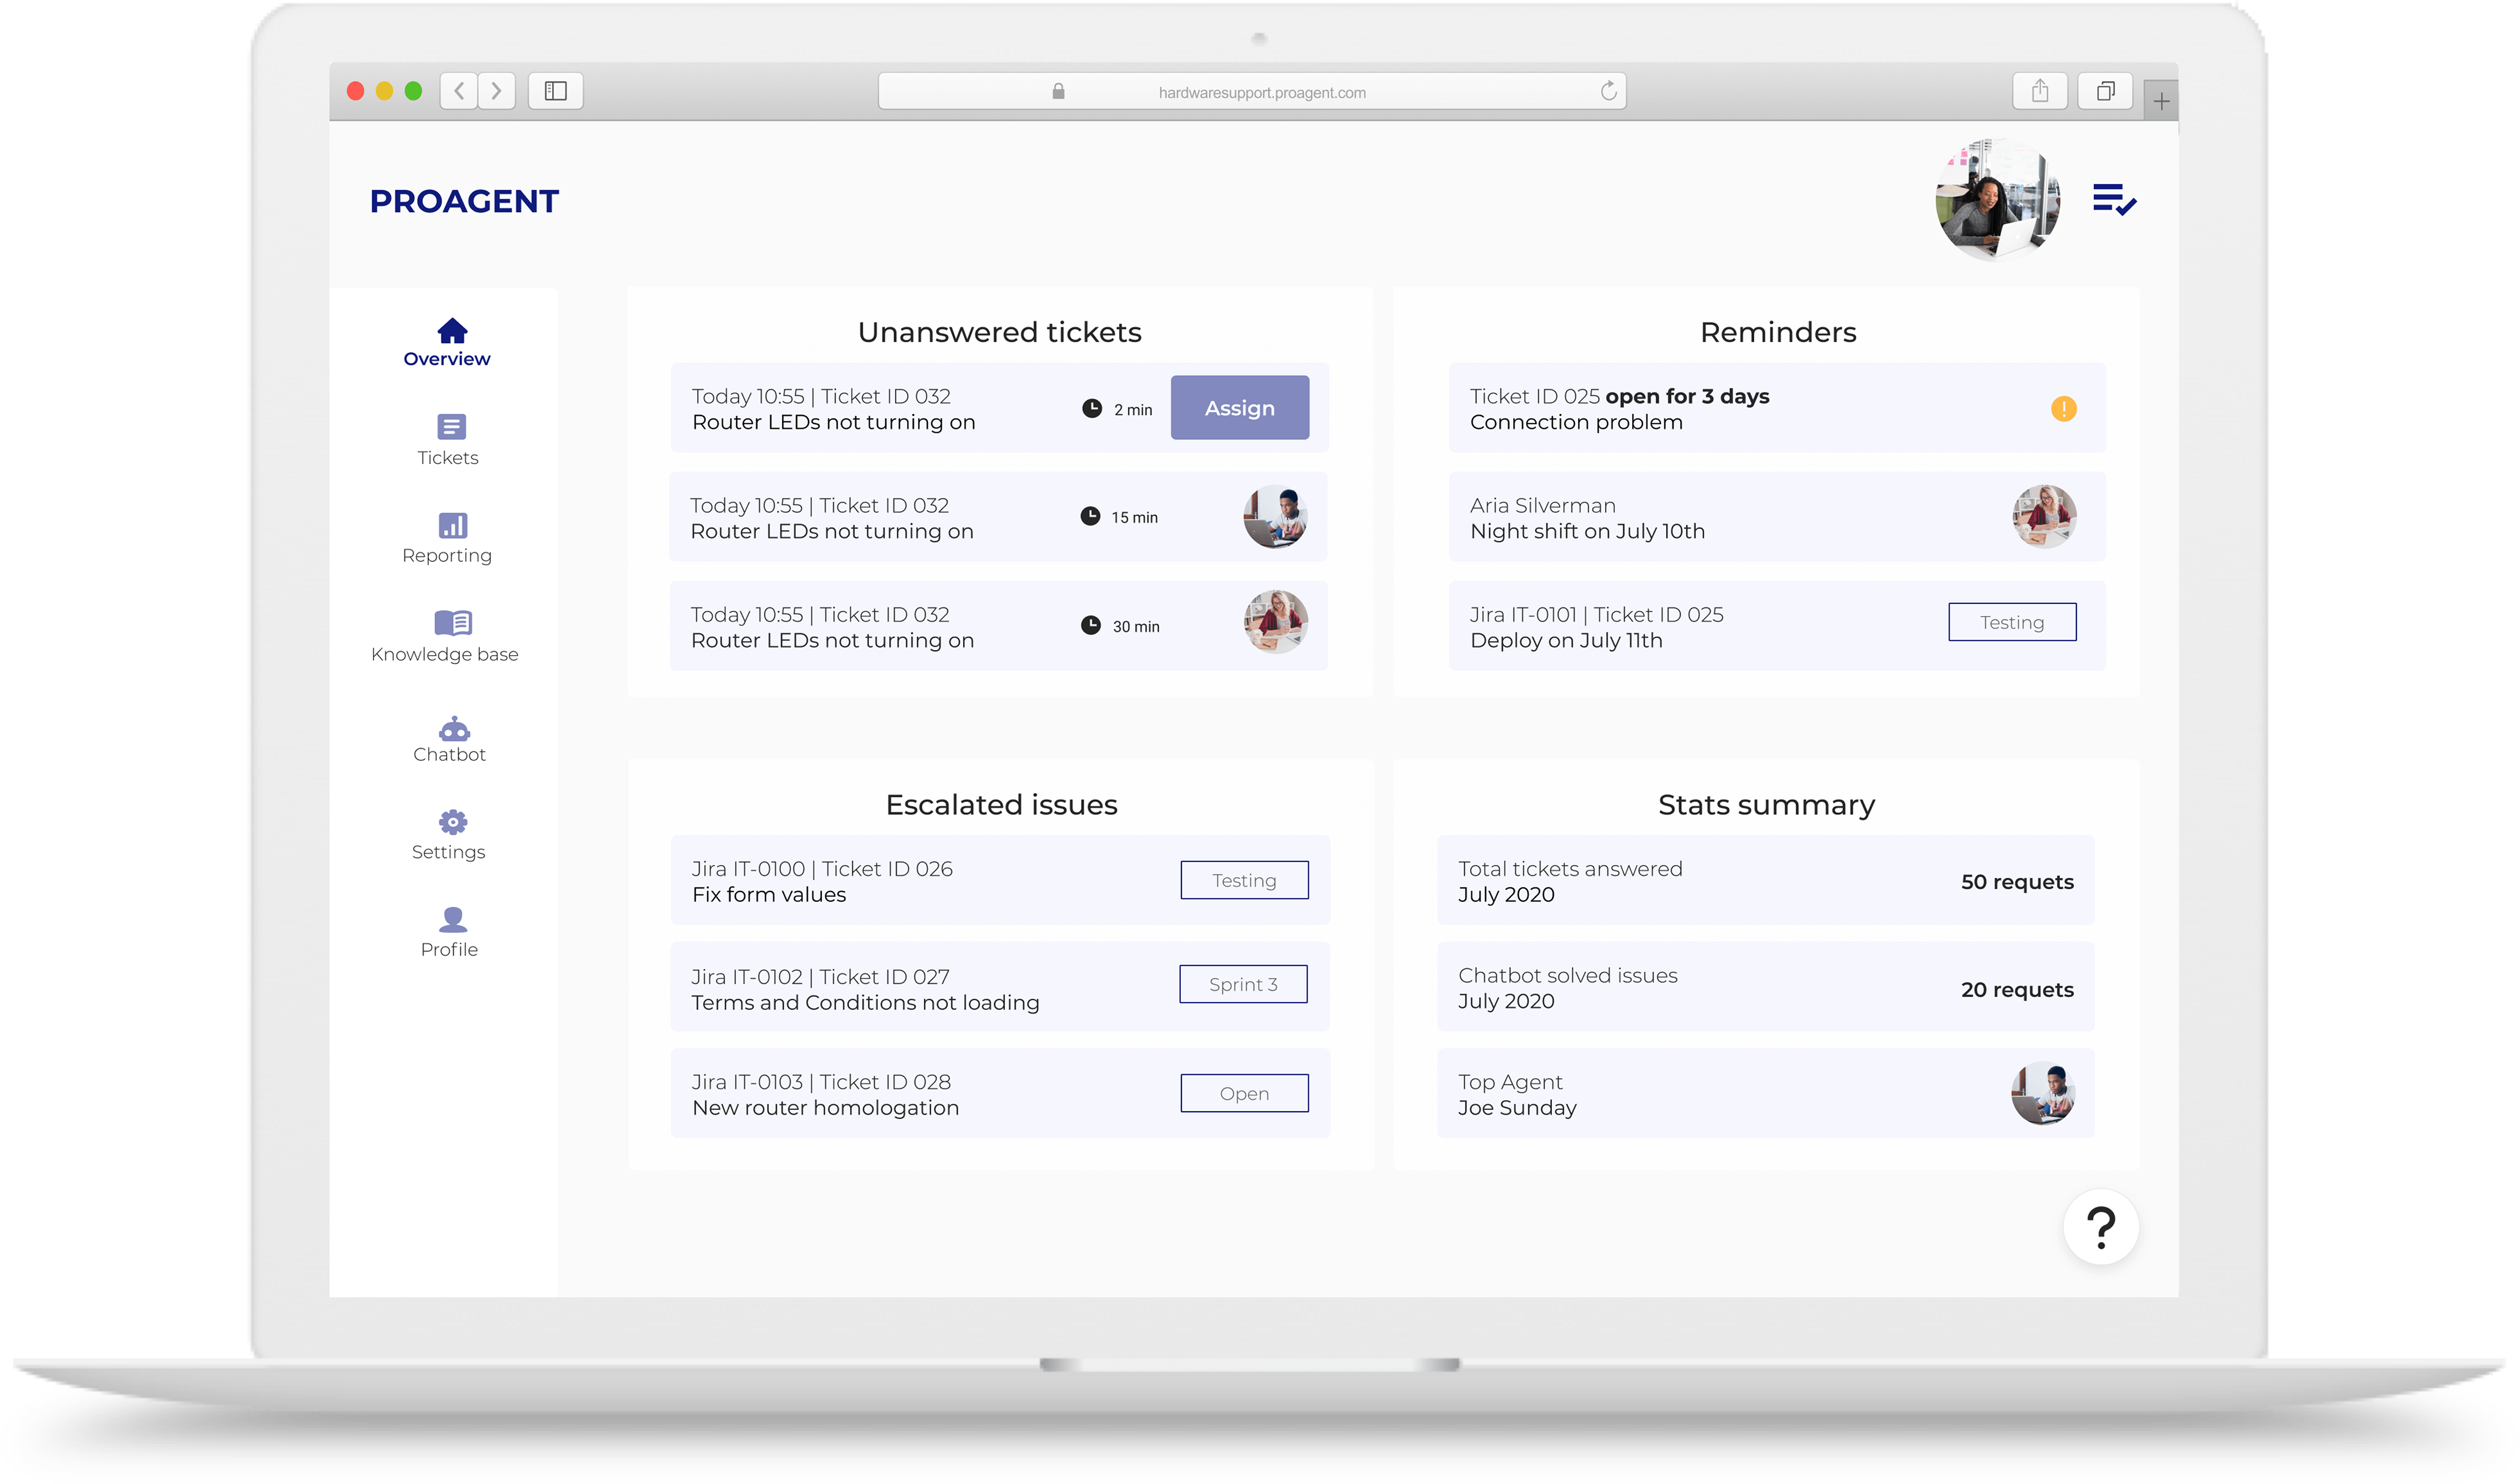 hardwaresupport.proagent.com
PROAGENT
Overview
Tickets
Reporting
Knowledge base
Chatbot
Settings
Profile
Unanswered tickets
Today 10:55 | Ticket ID 032
Router LEDs not turning on
2 min
Assign
Today 10:55 | Ticket ID 032
Router LEDs not turning on
15 min
Today 10:55 | Ticket ID 032
Router LEDs not turning on
30 min
Reminders
Ticket ID 025 open for 3 days
Connection problem
!
Aria Silverman
Night shift on July 10th
Jira IT-0101 | Ticket ID 025
Deploy on July 11th
Testing
Escalated issues
Jira IT-0100 | Ticket ID 026
Fix form values
Testing
Jira IT-0102 | Ticket ID 027
Terms and Conditions not loading
Sprint 3
Jira IT-0103 | Ticket ID 028
New router homologation
Open
Stats summary
Total tickets answered
July 2020
50 requets
Chatbot solved issues
July 2020
20 requets
Top Agent
Joe Sunday
?